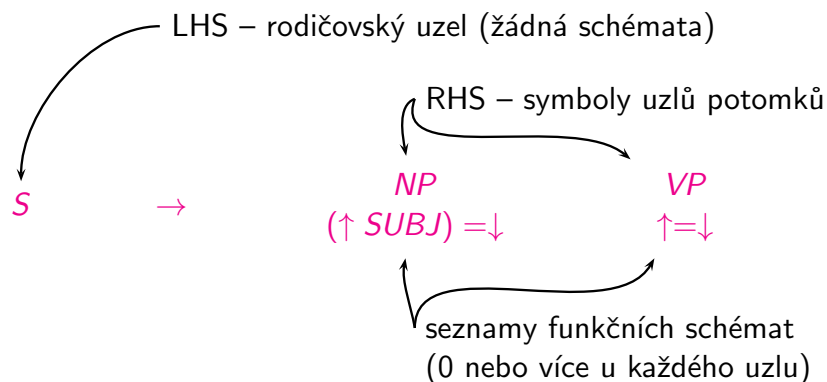 LHS – rodičovský uzel (žádná schémata)
RHS – symboly uzlů potomků
S → NP VP
(↑ SUBJ) =↓ ↑=↓
seznamy funkčních schémat
(0 nebo více u každého uzlu)